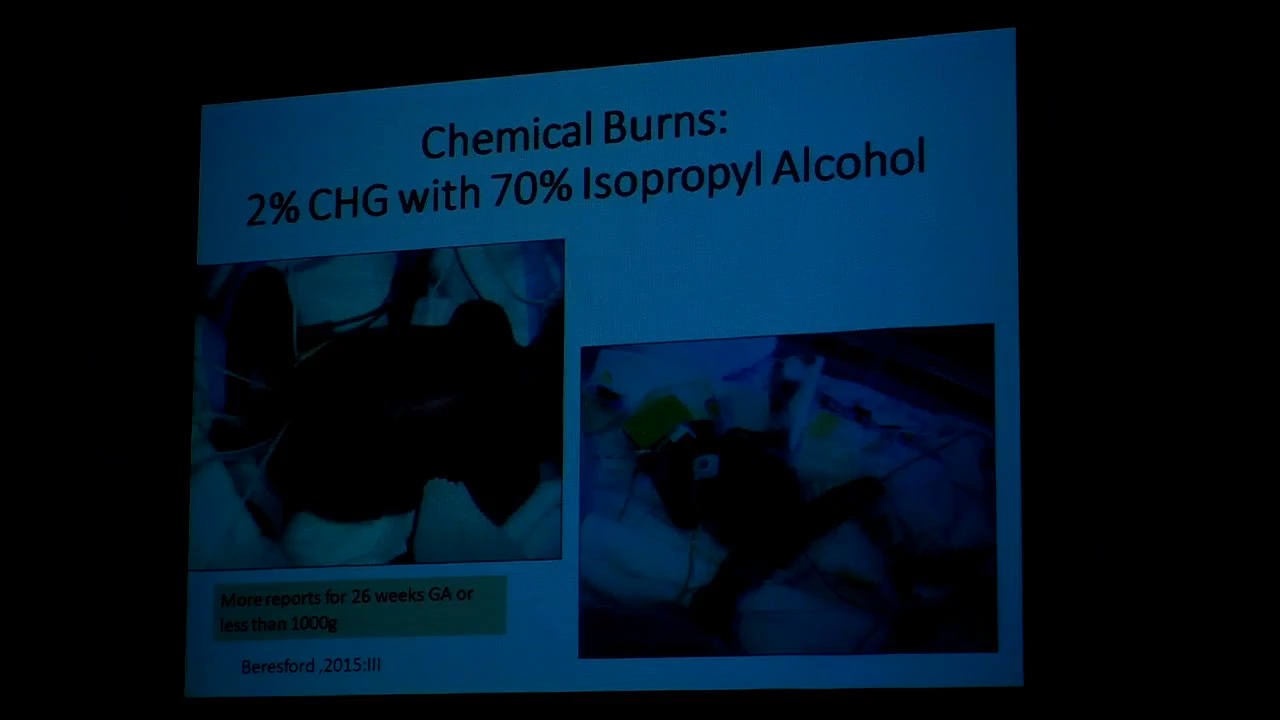 Chemical Burns:
2% CHG with 70% Isopropyl Alcohol
More reports for 26 weeks GA or
less than 1000g
Beresford ,2015:III